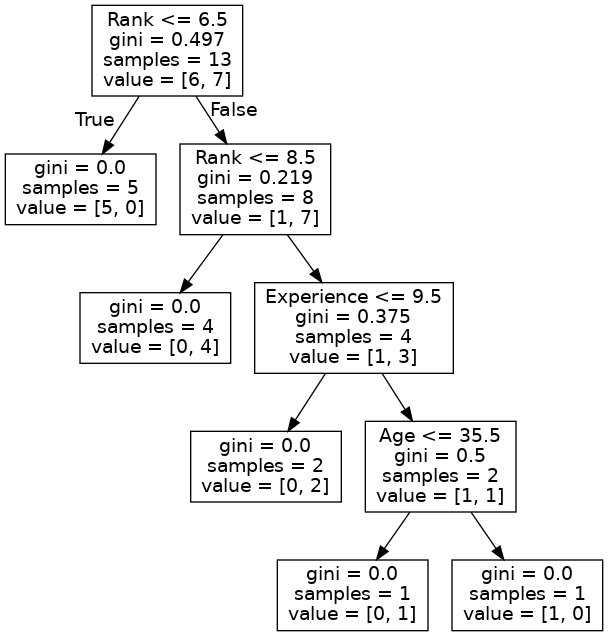 Rank <= 6.5
gini = 0.497
samples = 13
value = [6, 7]
True
False
gini = 0.0
samples = 5
value = [5, 0]
Rank <= 8.5
gini = 0.219
samples = 8
value = [1, 7]
gini = 0.0
samples = 4
value = [0, 4]
Experience <= 9.5
gini = 0.375
samples = 4
value = [1, 3]
gini = 0.0
samples = 2
value = [0, 2]
Age <= 35.5
gini = 0.5
samples = 2
value = [1, 1]
gini = 0.0
samples = 1
value = [0, 1]
gini = 0.0
samples = 1
value = [1, 0]